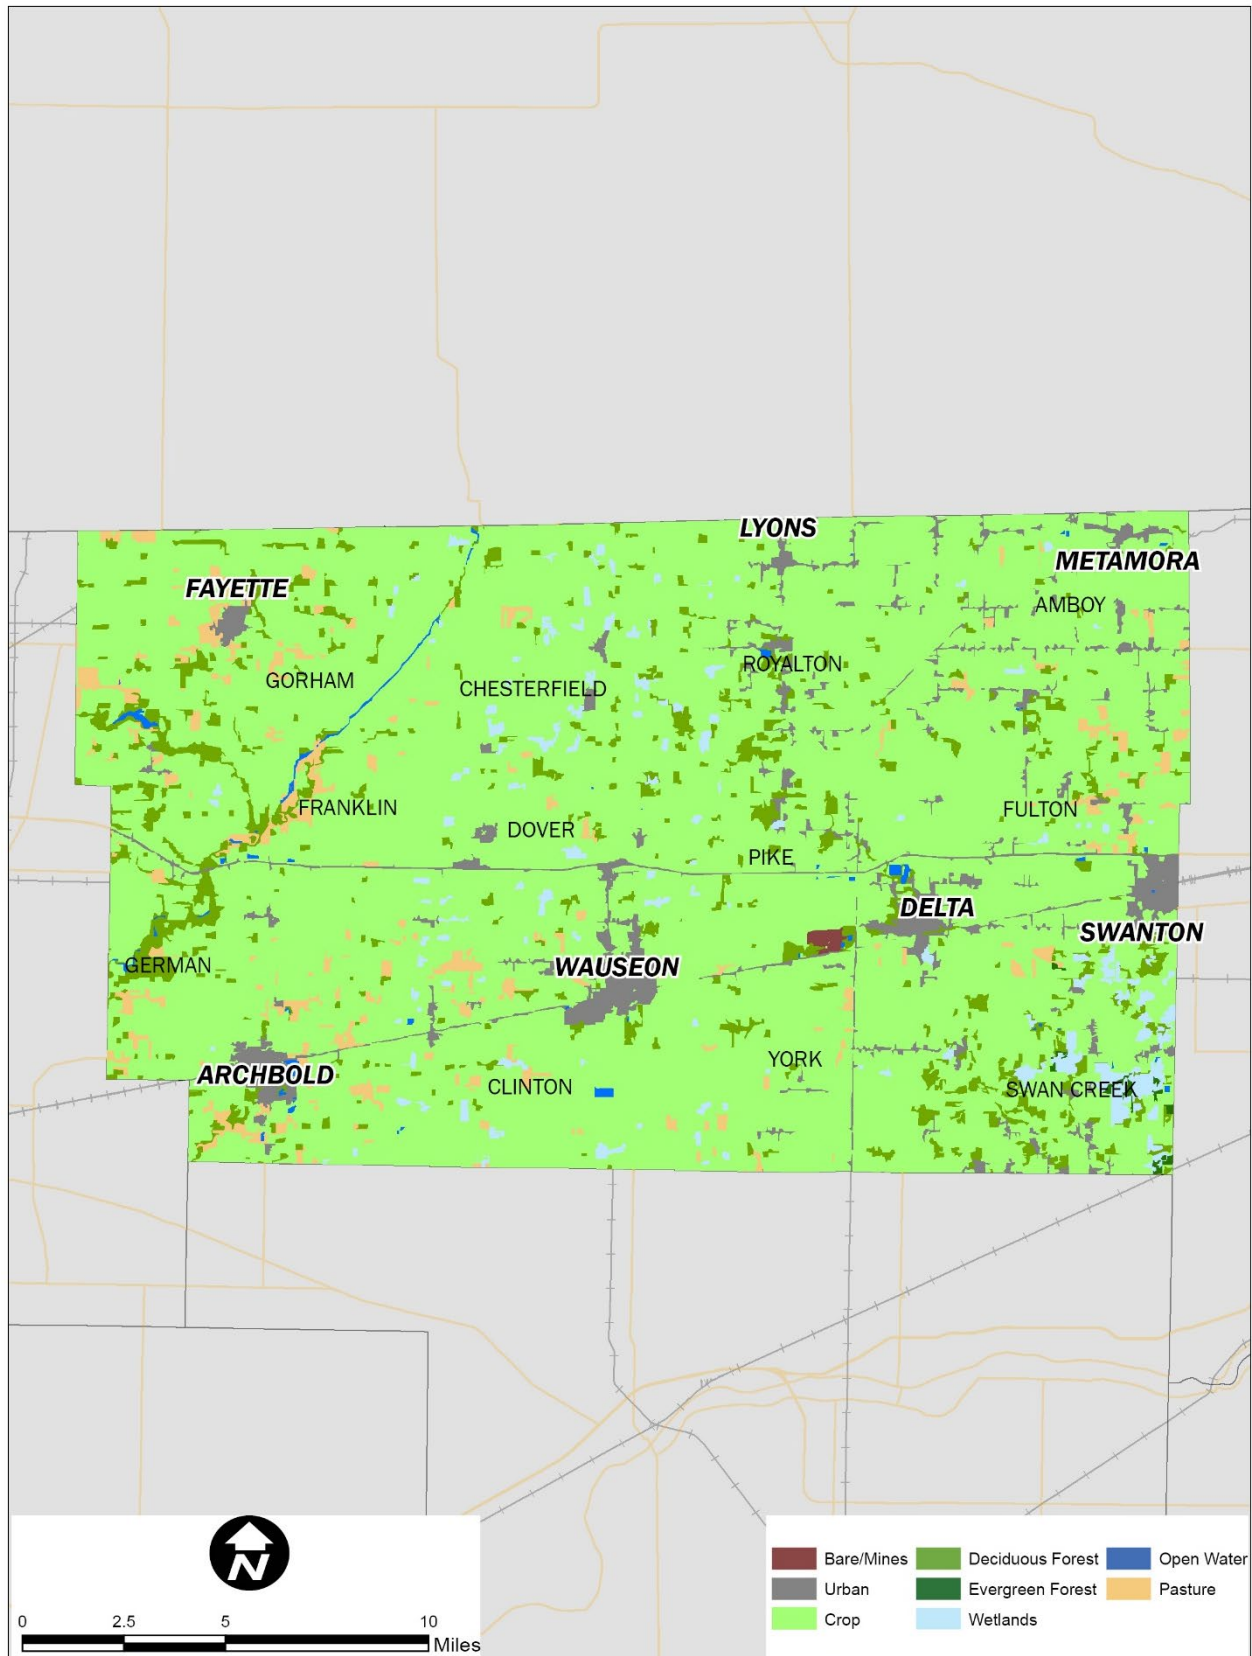 LYONS
METAMORA
FAYETTE
AMBOY
ROYALTON
GORHAM
CHESTERFIELD
FRANKLIN
FULTON
DOVER
PIKE
DELTA
SWANTON
GERMAN
WAUSEON
YORK
ARCHBOLD
CLINTON
SWAN CREEK
N
0 2.5 5 10
Miles
Bare/Mines Deciduous Forest Open Water
Urban Evergreen Forest Pasture
Crop Wetlands